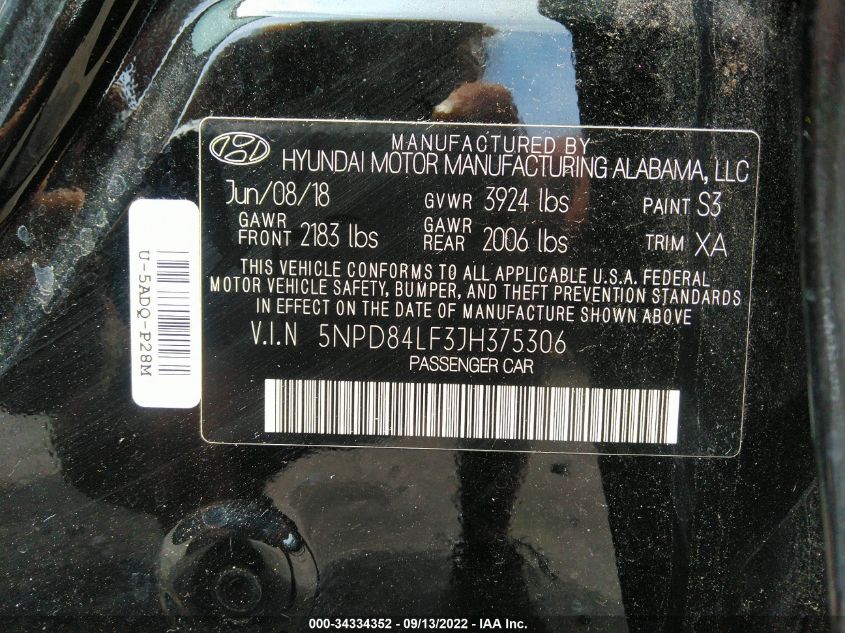 MANUFACTURED BY
HYUNDAI MOTOR MANUFACTURING ALABAMA, LLC
Jun/08/18 GVWR 3924 lbs PAINT S3
GAWR FRONT 2183 lbs GAWR REAR 2006 lbs TRIM XA
THIS VEHICLE CONFORMS TO ALL APPLICABLE U.S.A. FEDERAL
MOTOR VEHICLE SAFETY, BUMPER, AND THEFT PREVENTION STANDARDS
IN EFFECT ON THE DATE OF MANUFACTURE SHOWN ABOVE
V.I.N 5NPD84LF3JH375306
PASSENGER CAR
U-5ADQ-P28M
000-34334352 - 09/13/2022 - IAA Inc.